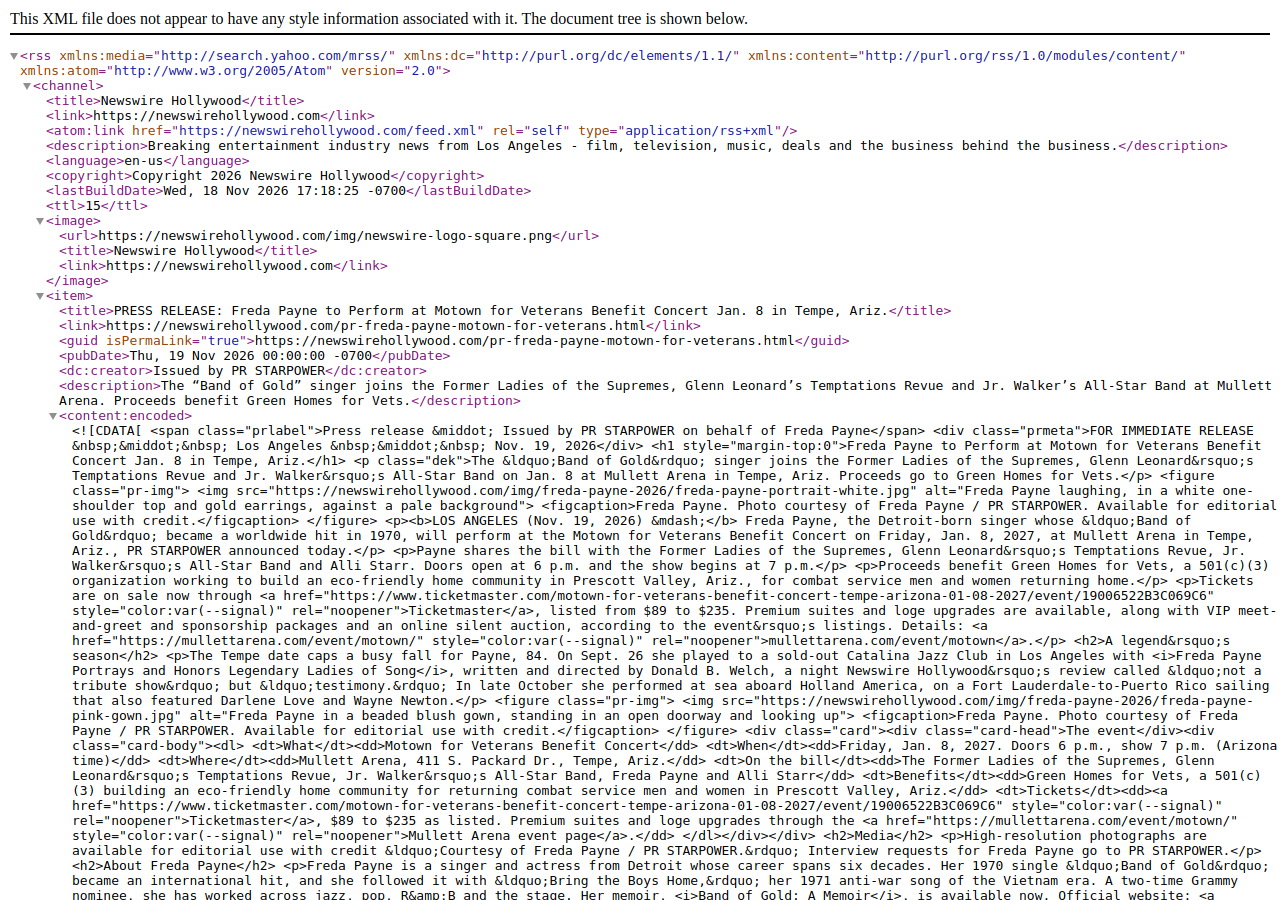 This XML file does not appear to have any style information associated with it. The document tree is shown below.
<rss xmlns:media="http://search.yahoo.com/mrss/" xmlns:dc="http://purl.org/dc/elements/1.1/" xmlns:content="http://purl.org/rss/1.0/modules/content/"
xmlns:atom="http://www.w3.org/2005/Atom" version="2.0">
<channel>
<title>Newswire Hollywood</title>
<link>https://newswirehollywood.com</link>
<atom:link href="https://newswirehollywood.com/feed.xml" rel="self" type="application/rss+xml"/>
<description>Breaking entertainment industry news from Los Angeles - film, television, music, deals and the business behind the business.</description>
<language>en-us</language>
<copyright>Copyright 2026 Newswire Hollywood</copyright>
<lastBuildDate>Wed, 18 Nov 2026 17:18:25 -0700</lastBuildDate>
<ttl>15</ttl>
<image>
<url>https://newswirehollywood.com/img/newswire-logo-square.png</url>
<title>Newswire Hollywood</title>
<link>https://newswirehollywood.com</link>
</image>
<item>
<title>PRESS RELEASE: Freda Payne to Perform at Motown for Veterans Benefit Concert Jan. 8 in Tempe, Ariz.</title>
<link>https://newswirehollywood.com/pr-freda-payne-motown-for-veterans.html</link>
<guid isPermaLink="true">https://newswirehollywood.com/pr-freda-payne-motown-for-veterans.html</guid>
<pubDate>Thu, 19 Nov 2026 00:00:00 -0700</pubDate>
<dc:creator>Issued by PR STARPOWER</dc:creator>
<description>The “Band of Gold” singer joins the Former Ladies of the Supremes, Glenn Leonard’s Temptations Revue and Jr. Walker’s All-Star Band at Mullett
Arena. Proceeds benefit Green Homes for Vets.</description>
<content:encoded>
<![CDATA[ <span class="prlabel">Press release &middot; Issued by PR STARPOWER on behalf of Freda Payne</span> <div class="prmeta">FOR IMMEDIATE RELEASE
&nbsp;&middot;&nbsp; Los Angeles &nbsp;&middot;&nbsp; Nov. 19, 2026</div> <h1 style="margin-top:0">Freda Payne to Perform at Motown for Veterans Benefit
Concert Jan. 8 in Tempe, Ariz.</h1> <p class="dek">The &ldquo;Band of Gold&rdquo; singer joins the Former Ladies of the Supremes, Glenn Leonard&rsquo;s
Temptations Revue and Jr. Walker&rsquo;s All-Star Band on Jan. 8 at Mullett Arena in Tempe, Ariz. Proceeds go to Green Homes for Vets.</p> <figure
class="pr-img"> <img src="https://newswirehollywood.com/img/freda-payne-2026/freda-payne-portrait-white.jpg" alt="Freda Payne laughing, in a white one-
shoulder top and gold earrings, against a pale background"> <figcaption>Freda Payne. Photo courtesy of Freda Payne / PR STARPOWER. Available for editorial
use with credit.</figcaption> </figure> <p><b>LOS ANGELES (Nov. 19, 2026) &mdash;</b> Freda Payne, the Detroit-born singer whose &ldquo;Band of
Gold&rdquo; became a worldwide hit in 1970, will perform at the Motown for Veterans Benefit Concert on Friday, Jan. 8, 2027, at Mullett Arena in Tempe,
Ariz., PR STARPOWER announced today.</p> <p>Payne shares the bill with the Former Ladies of the Supremes, Glenn Leonard&rsquo;s Temptations Revue, Jr.
Walker&rsquo;s All-Star Band and Alli Starr. Doors open at 6 p.m. and the show begins at 7 p.m.</p> <p>Proceeds benefit Green Homes for Vets, a 501(c)(3)
organization working to build an eco-friendly home community in Prescott Valley, Ariz., for combat service men and women returning home.</p> <p>Tickets
are on sale now through <a href="https://www.ticketmaster.com/motown-for-veterans-benefit-concert-tempe-arizona-01-08-2027/event/19006522B3C069C6"
style="color:var(--signal)" rel="noopener">Ticketmaster</a>, listed from $89 to $235. Premium suites and loge upgrades are available, along with VIP meet-
and-greet and sponsorship packages and an online silent auction, according to the event&rsquo;s listings. Details: <a
href="https://mullettarena.com/event/motown/" style="color:var(--signal)" rel="noopener">mullettarena.com/event/motown</a>.</p> <h2>A legend&rsquo;s
season</h2> <p>The Tempe date caps a busy fall for Payne, 84. On Sept. 26 she played to a sold-out Catalina Jazz Club in Los Angeles with <i>Freda Payne
Portrays and Honors Legendary Ladies of Song</i>, written and directed by Donald B. Welch, a night Newswire Hollywood&rsquo;s review called &ldquo;not a
tribute show&rdquo; but &ldquo;testimony.&rdquo; In late October she performed at sea aboard Holland America, on a Fort Lauderdale-to-Puerto Rico sailing
that also featured Darlene Love and Wayne Newton.</p> <figure class="pr-img"> <img src="https://newswirehollywood.com/img/freda-payne-2026/freda-payne-
pink-gown.jpg" alt="Freda Payne in a beaded blush gown, standing in an open doorway and looking up"> <figcaption>Freda Payne. Photo courtesy of Freda
Payne / PR STARPOWER. Available for editorial use with credit.</figcaption> </figure> <div class="card"><div class="card-head">The event</div><div
class="card-body"><dl> <dt>What</dt><dd>Motown for Veterans Benefit Concert</dd> <dt>When</dt><dd>Friday, Jan. 8, 2027. Doors 6 p.m., show 7 p.m. (Arizona
time)</dd> <dt>Where</dt><dd>Mullett Arena, 411 S. Packard Dr., Tempe, Ariz.</dd> <dt>On the bill</dt><dd>The Former Ladies of the Supremes, Glenn
Leonard&rsquo;s Temptations Revue, Jr. Walker&rsquo;s All-Star Band, Freda Payne and Alli Starr</dd> <dt>Benefits</dt><dd>Green Homes for Vets, a 501(c)
(3) building an eco-friendly home community for returning combat service men and women in Prescott Valley, Ariz.</dd> <dt>Tickets</dt><dd><a
href="https://www.ticketmaster.com/motown-for-veterans-benefit-concert-tempe-arizona-01-08-2027/event/19006522B3C069C6" style="color:var(--signal)"
rel="noopener">Ticketmaster</a>, $89 to $235 as listed. Premium suites and loge upgrades through the <a href="https://mullettarena.com/event/motown/"
style="color:var(--signal)" rel="noopener">Mullett Arena event page</a>.</dd> </dl></div></div> <h2>Media</h2> <p>High-resolution photographs are
available for editorial use with credit &ldquo;Courtesy of Freda Payne / PR STARPOWER.&rdquo; Interview requests for Freda Payne go to PR STARPOWER.</p>
<h2>About Freda Payne</h2> <p>Freda Payne is a singer and actress from Detroit whose career spans six decades. Her 1970 single &ldquo;Band of Gold&rdquo;
became an international hit, and she followed it with &ldquo;Bring the Boys Home,&rdquo; her 1971 anti-war song of the Vietnam era. A two-time Grammy
nominee, she has worked across jazz, pop, R&amp;B and the stage. Her memoir, <i>Band of Gold: A Memoir</i>, is available now. Official website: <a